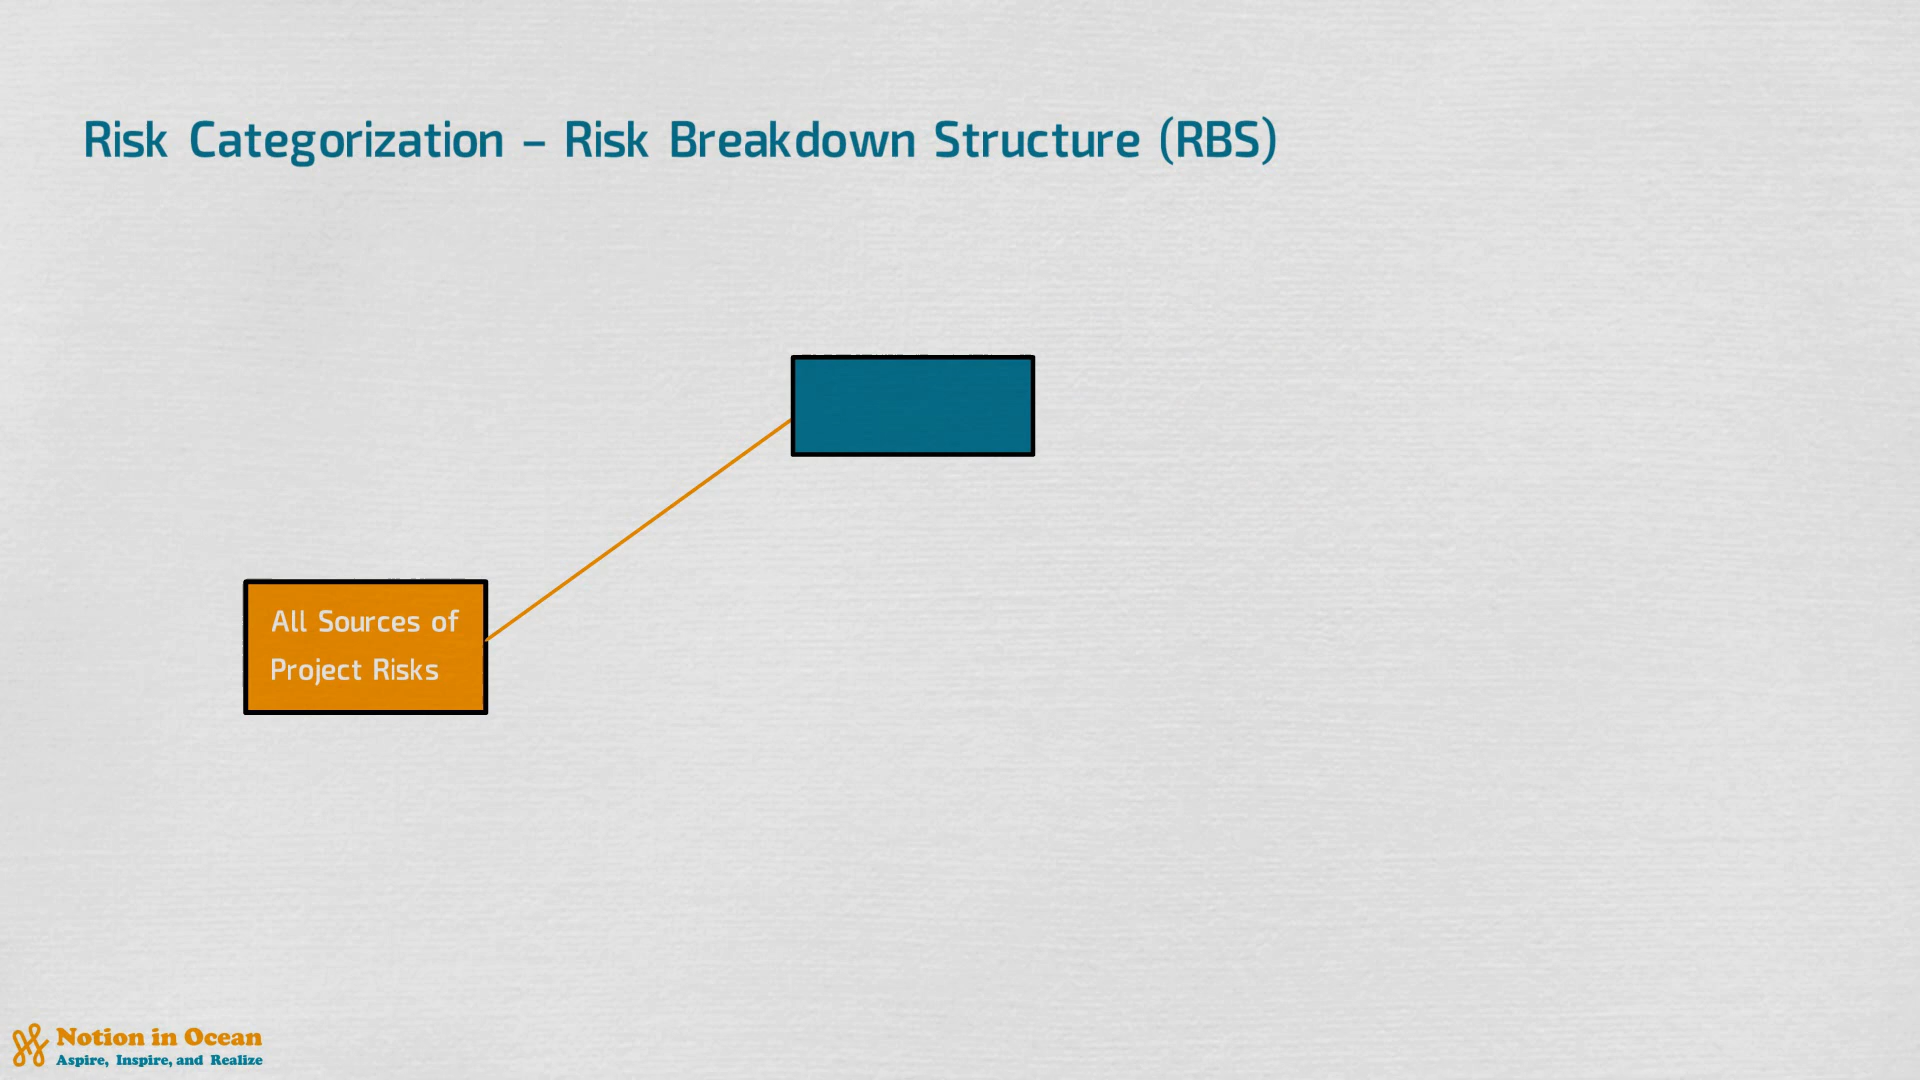 Risk Categorization – Risk Breakdown Structure (RBS)
All Sources of
Project Risks
Notion in Ocean
Aspire, Inspire, and Realize